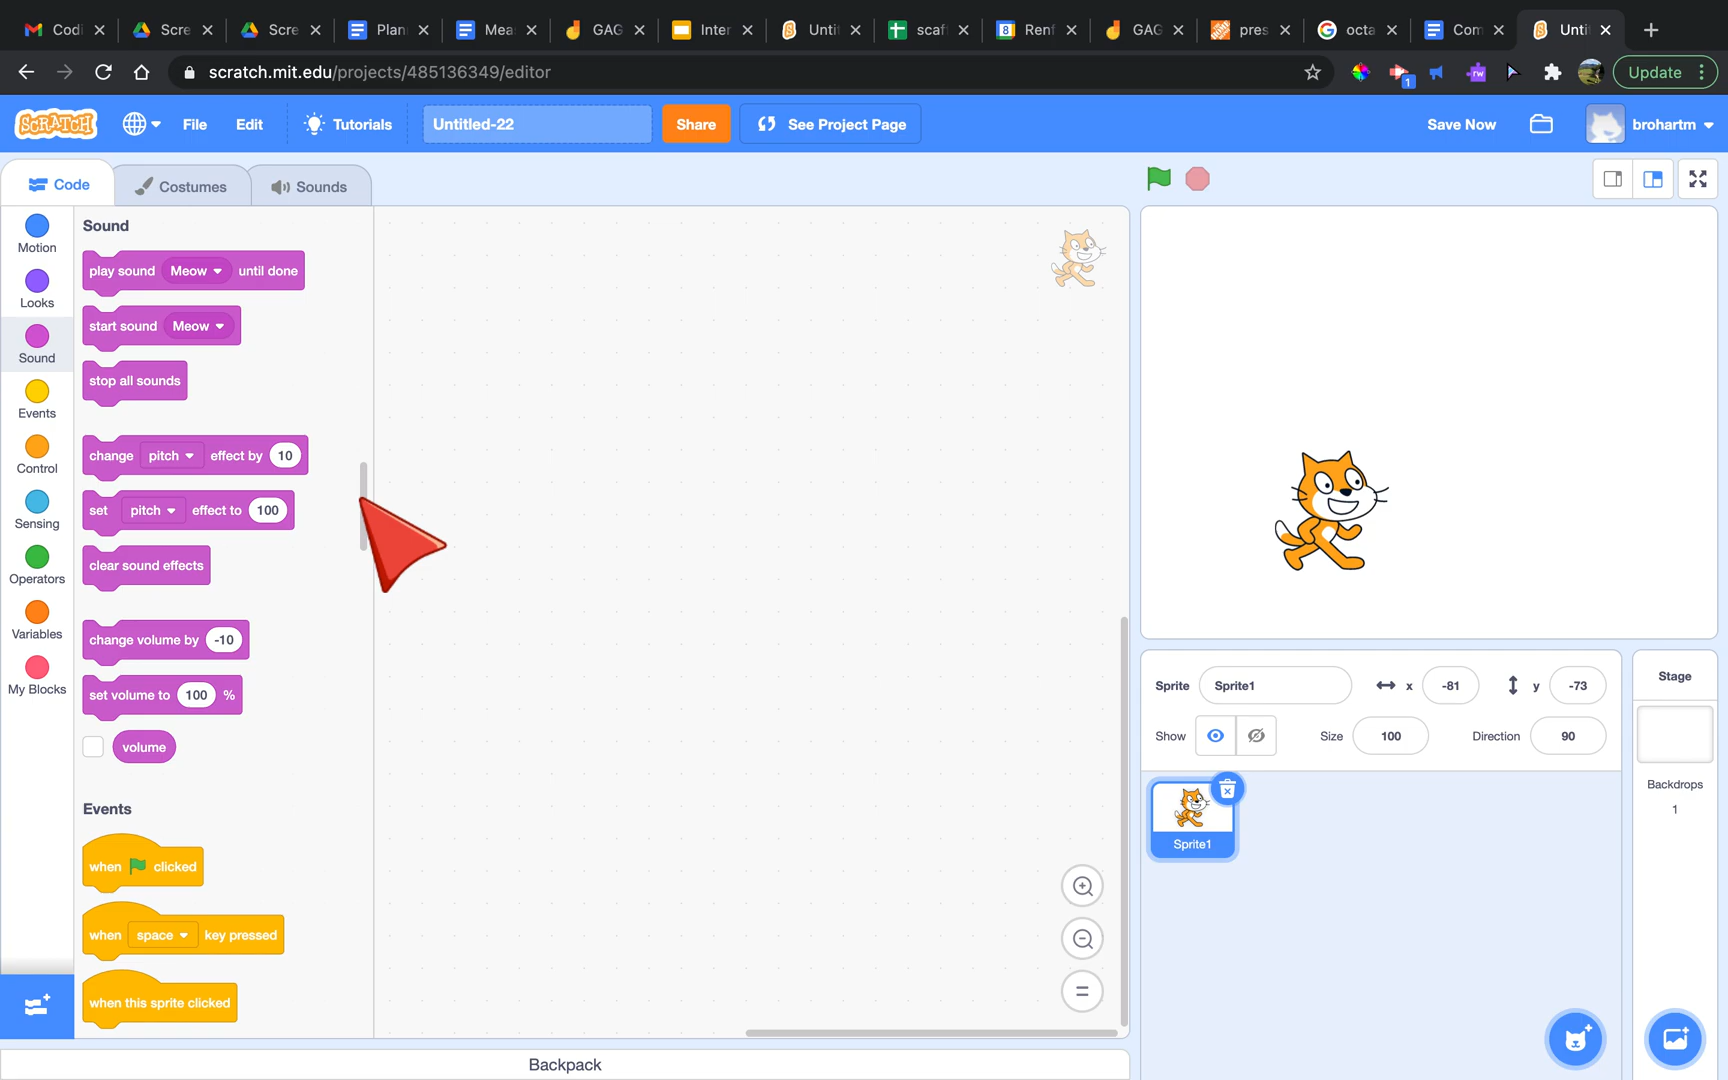 Codi
Scre
Scre
Plan
Mea
GAG
Inter
Unti
scaff
8
Renf
GAG
pres
octa
Com
Unti
scratch.mit.edu/projects/485136349/editor
1
rw
Update
SCRATCH
File
Edit
Tutorials
Untitled-22
Share
See Project Page
Save Now
brohartm
Code
Costumes
Sounds
Motion
Looks
Sound
Events
Control
Sensing
Operators
Variables
My Blocks
Sound
play sound Meow until done
start sound Meow
stop all sounds
change pitch effect by 10
set pitch effect to 100
clear sound effects
change volume by -10
set volume to 100 %
volume
Events
when clicked
when space key pressed
when this sprite clicked
Backpack
Sprite Sprite1 x -81 y -73
Show Size 100 Direction 90
Sprite1
Stage
Backdrops
1